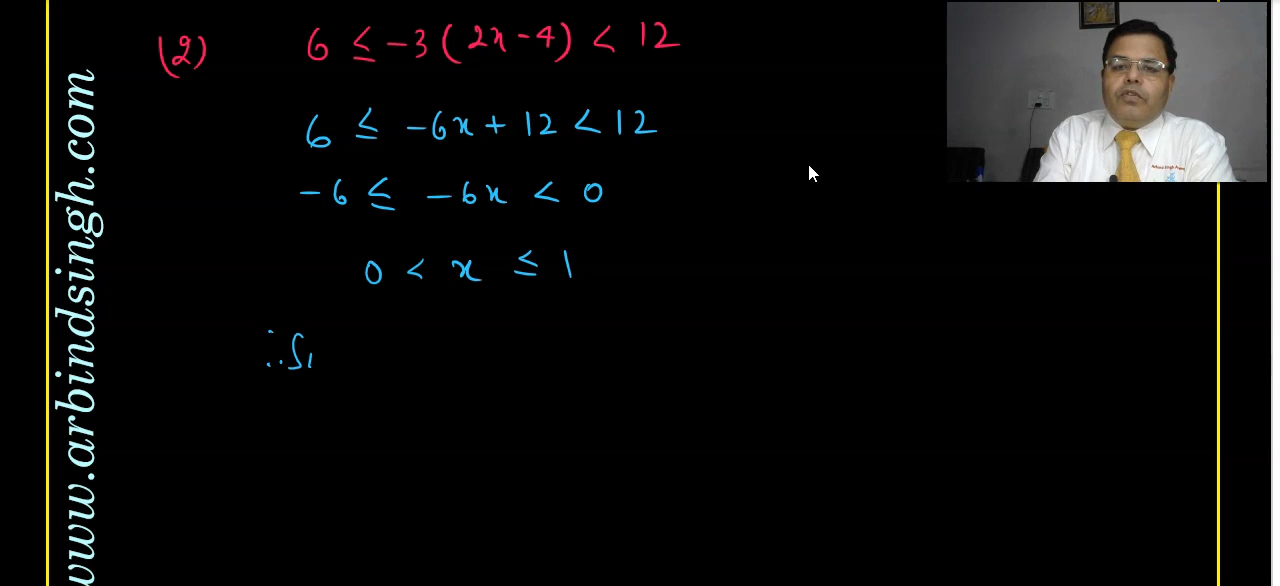 (2) 6 ≤ -3(2x-4) < 12
6 ≤ -6x + 12 < 12
-6 ≤ -6x < 0
0 < x ≤ 1
www.arbindsingh.com